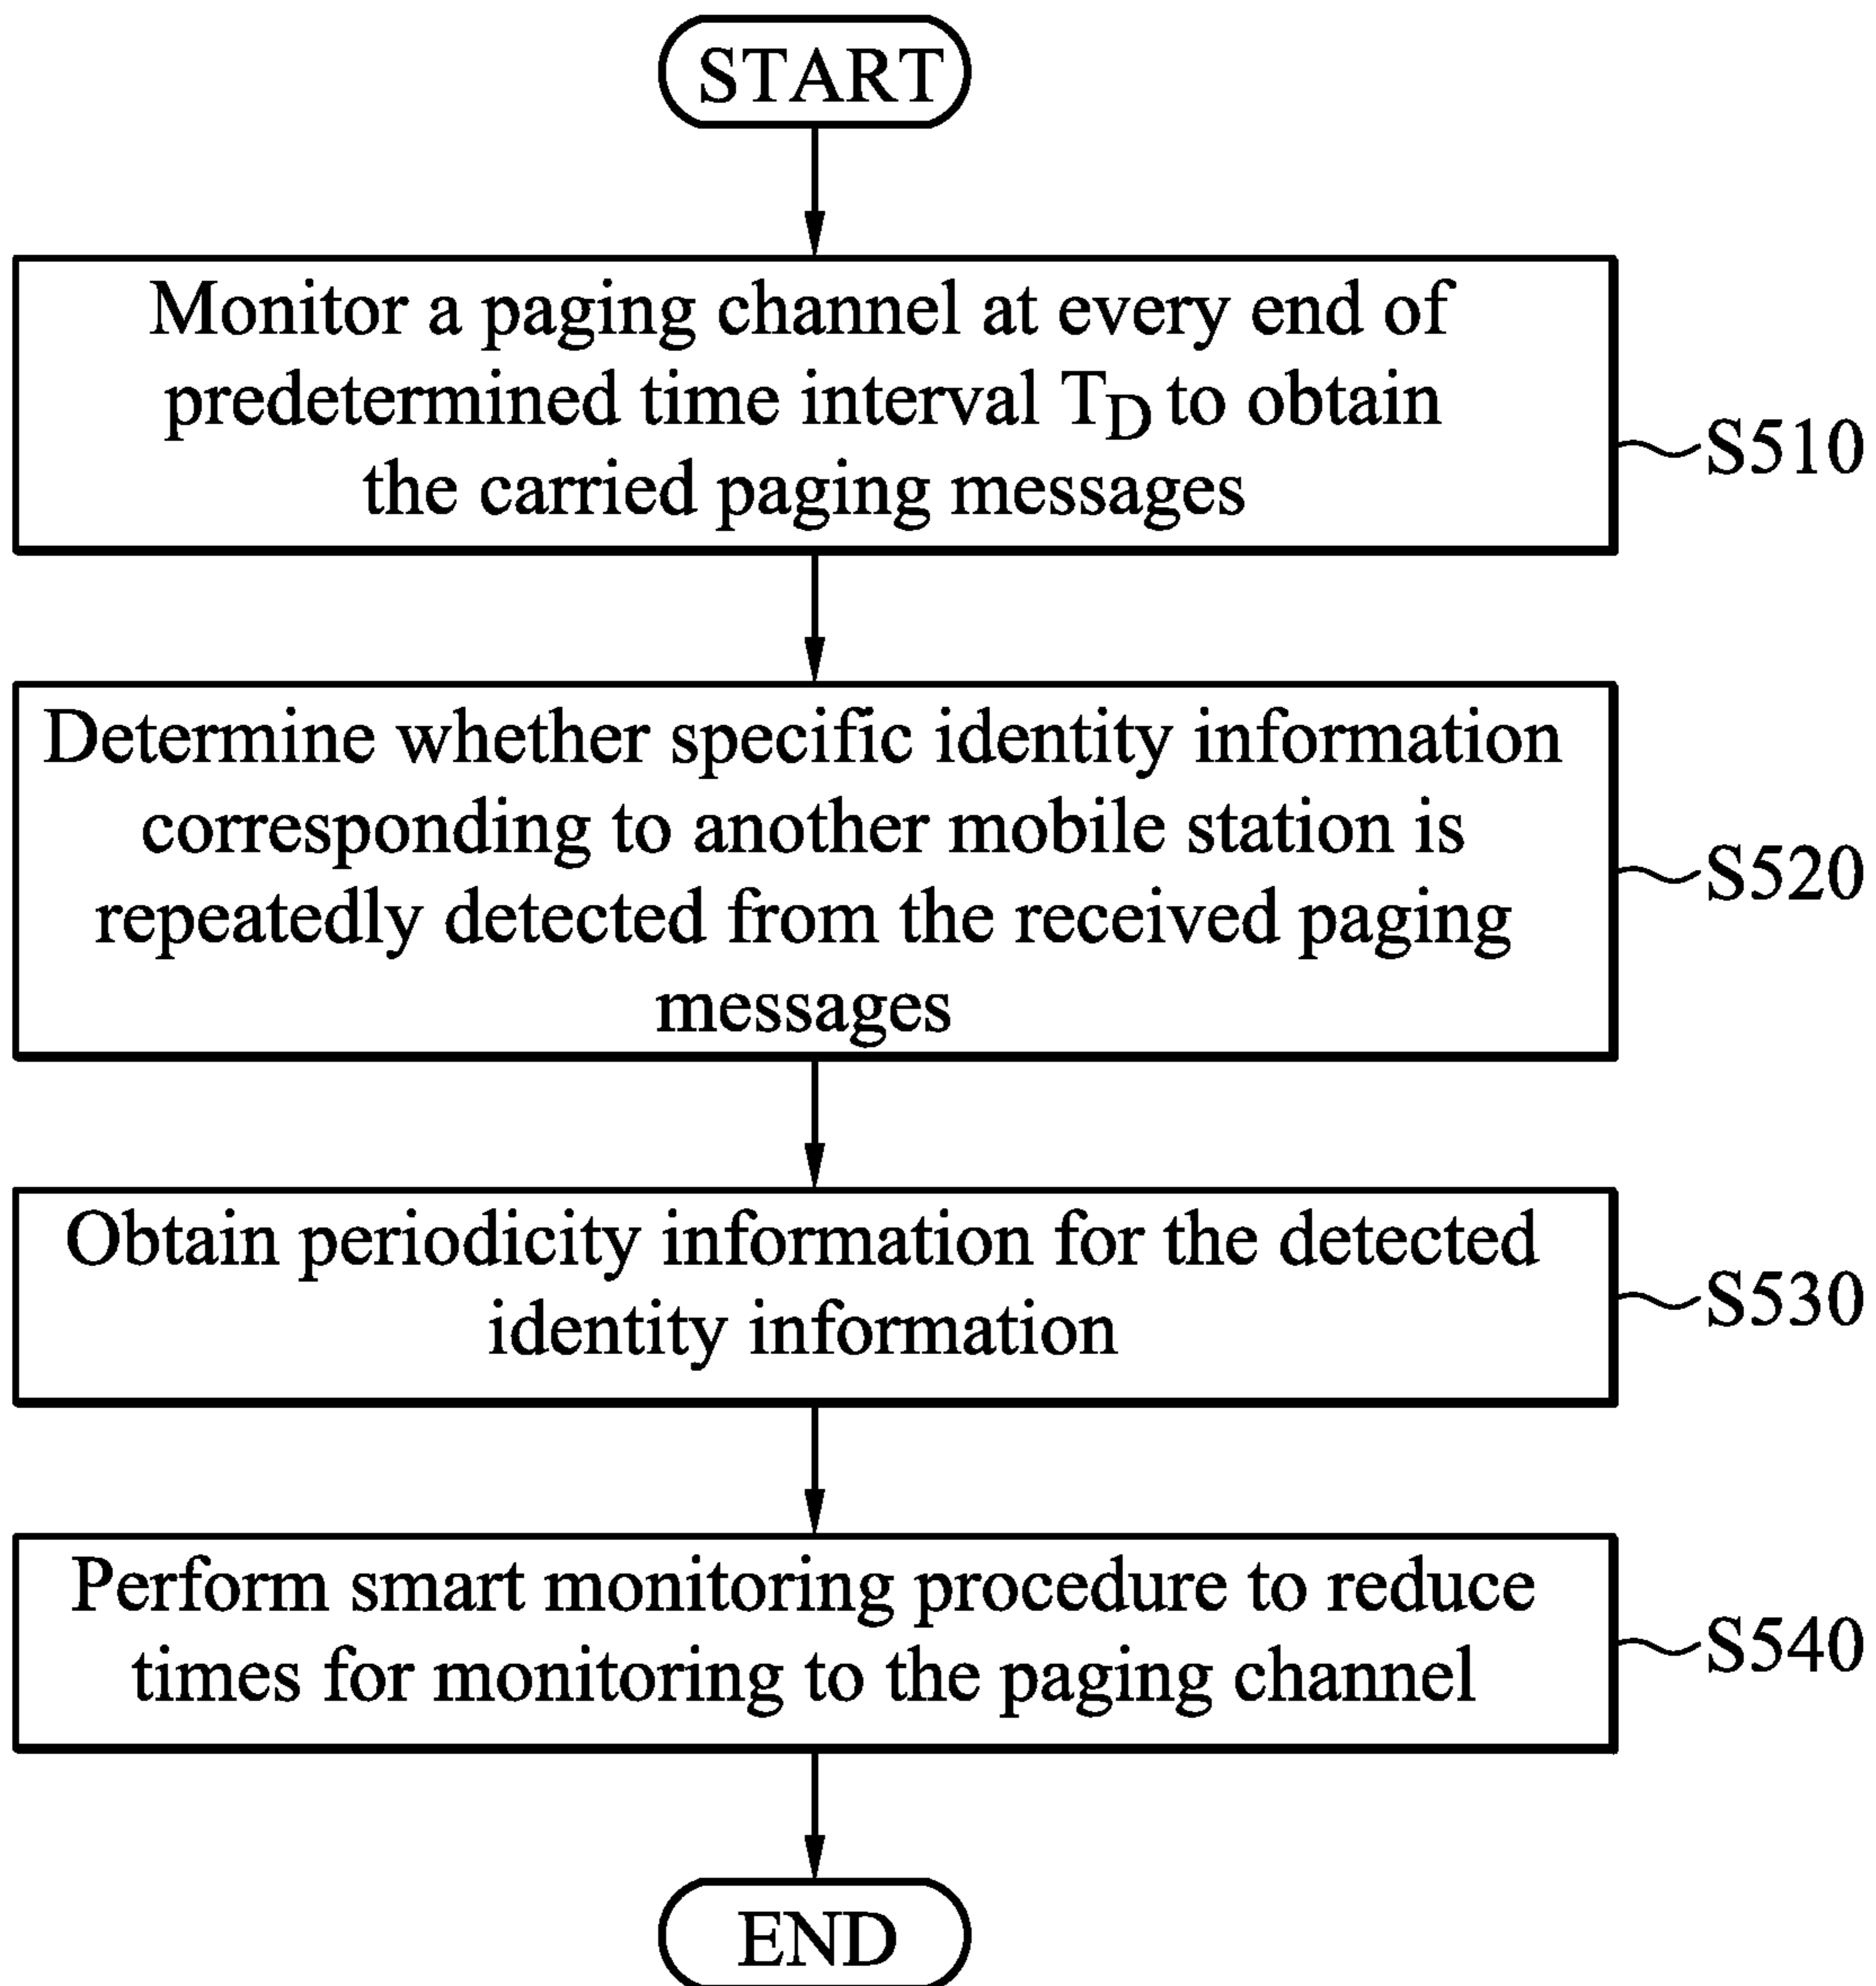 START
Monitor a paging channel at every end of
predetermined time interval TD to obtain
the carried paging messages
S510
Determine whether specific identity information
corresponding to another mobile station is
repeatedly detected from the received paging
messages
S520
Obtain periodicity information for the detected
identity information
S530
Perform smart monitoring procedure to reduce
times for monitoring to the paging channel
S540
END